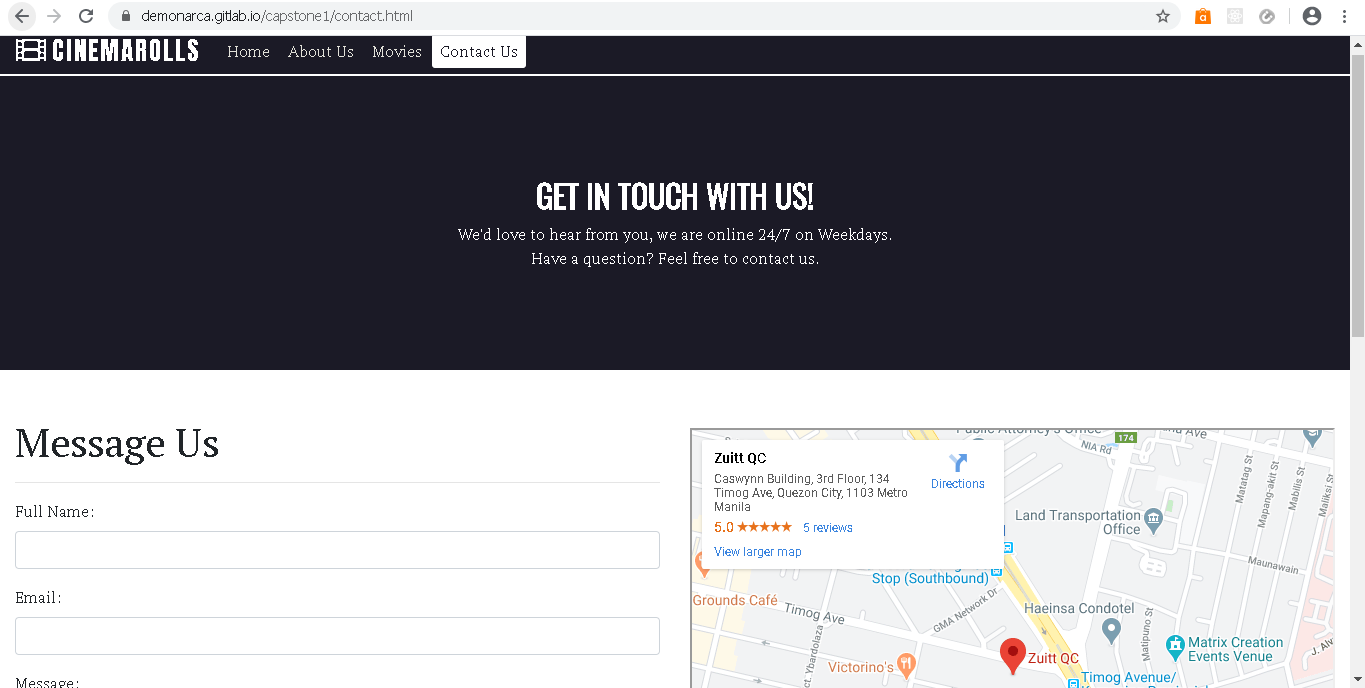 demonarca.gitlab.io/capstone1/contact.html
CINEMAROLLS Home About Us Movies Contact Us
GET IN TOUCH WITH US!
We'd love to hear from you, we are online 24/7 on Weekdays.
Have a question? Feel free to contact us.
Message Us
Full Name:
Email:
Message:
Public Attorney's Office
174
NIA Rd
Ave
Zuitt QC
Caswynn Building, 3rd Floor, 134
Timog Ave, Quezon City, 1103 Metro
Manila
Directions
5.0 ★★★★★ 5 reviews
View larger map
Matatag St
Mapang-akit St
Mabilis St
Maliksi St
Land Transportation
Office
Maunawain
Stop (Southbound)
Grounds Café
Timog Ave
GMA Network Dr
Haeinsa Condotel
Matipuno St
Ybardolaza
Matrix Creation
Events Venue
J. Alv
Victorino's
Zuitt QC
Timog Avenue/